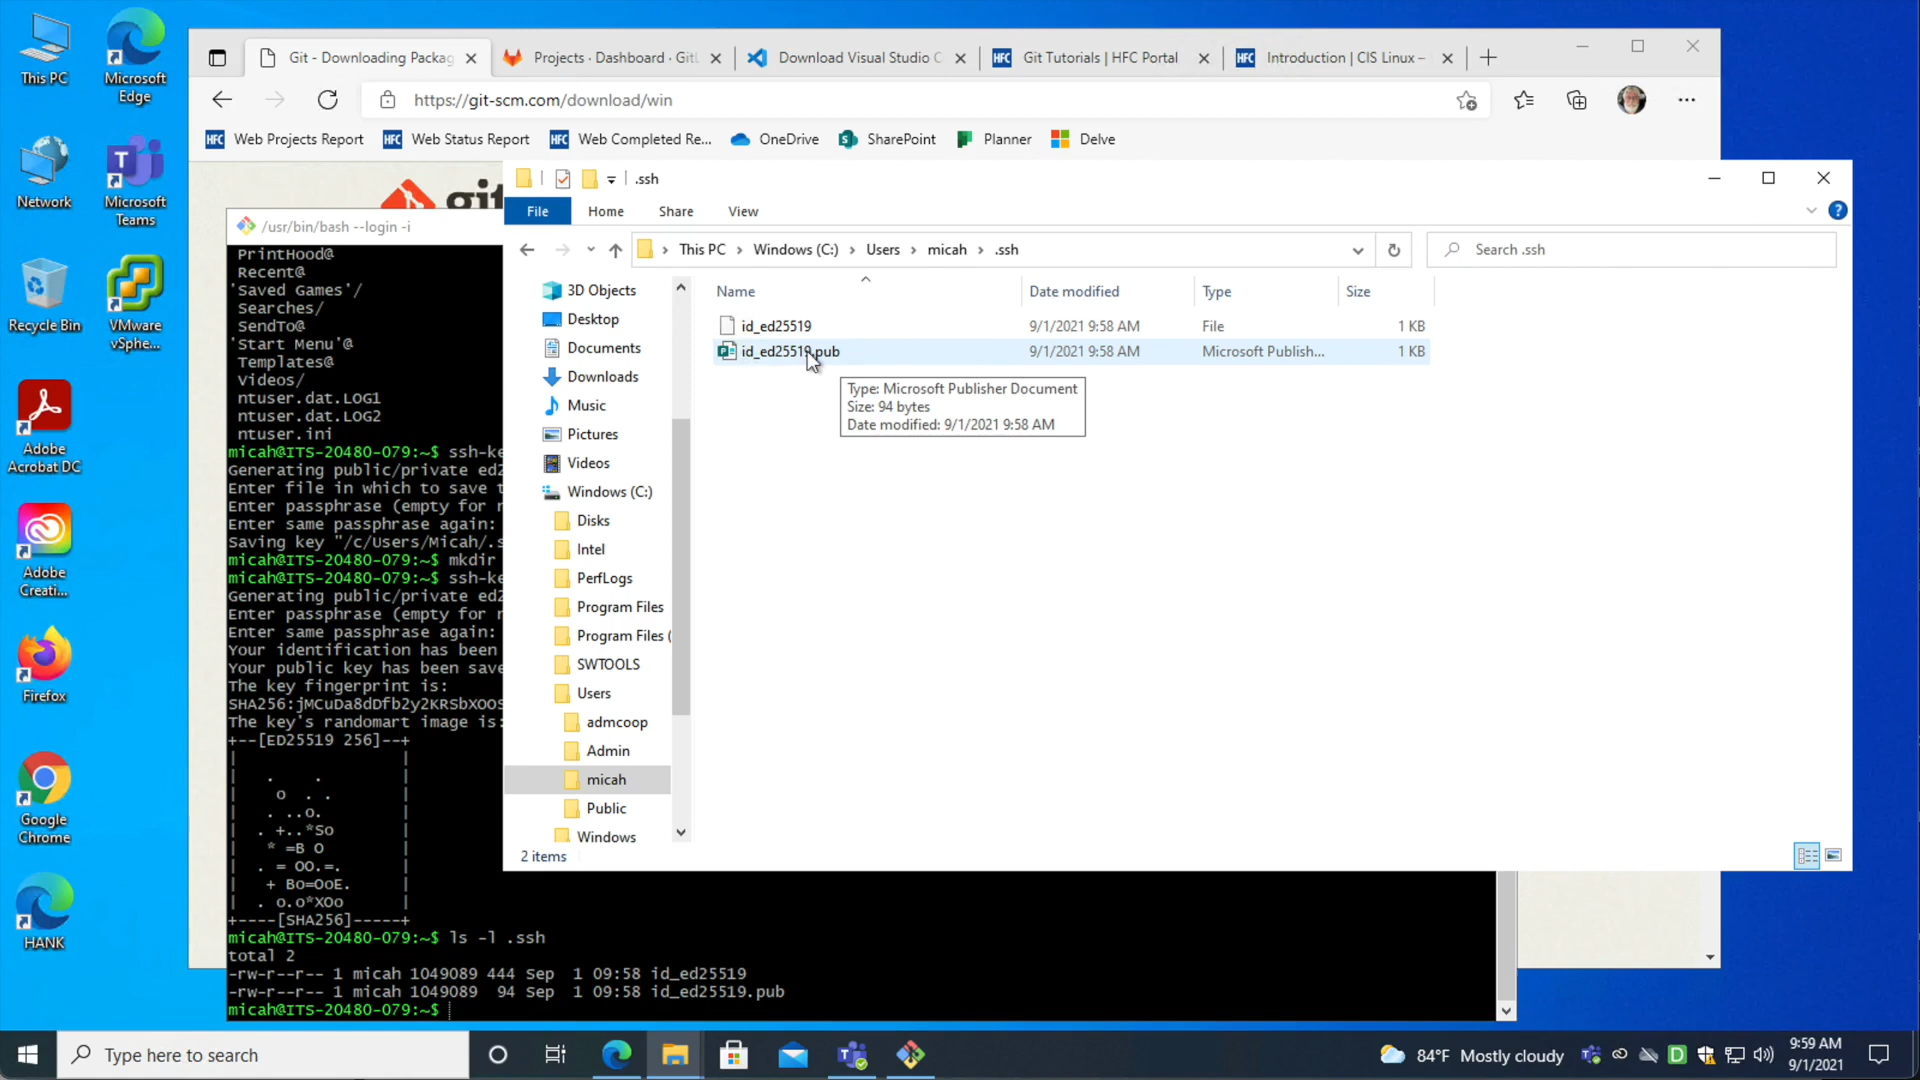 This PC
Microsoft
Edge
Network
Microsoft
Teams
Recycle Bin
VMware
vSphe...
Adobe
Acrobat DC
Adobe
Creati...
Firefox
Google
Chrome
HANK
Git - Downloading Packag
Projects · Dashboard · Git
Download Visual Studio C
HFC
Git Tutorials | HFC Portal
HFC
Introduction | CIS Linux –
https://git-scm.com/download/win
HFC
Web Projects Report
HFC
Web Status Report
HFC
Web Completed Re...
OneDrive
SharePoint
Planner
Delve
git
/usr/bin/bash --login -i
PrintHood@
Recent@
'Saved Games'/
Searches/
SendTo@
'Start Menu'@
Templates@
Videos/
ntuser.dat.LOG1
ntuser.dat.LOG2
ntuser.ini
micah@ITS-20480-079:~$ ssh-ke
Generating public/private ed2
Enter file in which to save t
Enter passphrase (empty for n
Enter same passphrase again:
Saving key "/c/Users/Micah/.s
micah@ITS-20480-079:~$ mkdir
micah@ITS-20480-079:~$ ssh-ke
Generating public/private ed2
Enter passphrase (empty for n
Enter same passphrase again:
Your identification has been
Your public key has been save
The key fingerprint is:
SHA256:jMCuDa8dDfb2y2KRSbXOOS
The key's randomart image is:
+--[ED25519 256]--+
|                 |
|   .    .        |
|    o  . .       |
|   . ..o.        |
|  . +..*So       |
|   * =B O        |
|  . = OO.=.      |
|   + Bo=OoE.     |
|  . o.o*XOo      |
+----[SHA256]-----+
micah@ITS-20480-079:~$ ls -l .ssh
total 2
-rw-r--r-- 1 micah 1049089 444 Sep  1 09:58 id_ed25519
-rw-r--r-- 1 micah 1049089  94 Sep  1 09:58 id_ed25519.pub
micah@ITS-20480-079:~$
.ssh
File
Home
Share
View
This PC
Windows (C:)
Users
micah
.ssh
Search .ssh
3D Objects
Desktop
Documents
Downloads
Music
Pictures
Videos
Windows (C:)
Disks
Intel
PerfLogs
Program Files
Program Files (
SWTOOLS
Users
admcoop
Admin
micah
Public
Windows
Name
Date modified
Type
Size
id_ed25519
9/1/2021 9:58 AM
File
1 KB
id_ed25519.pub
9/1/2021 9:58 AM
Microsoft Publish...
1 KB
Type: Microsoft Publisher Document
Size: 94 bytes
Date modified: 9/1/2021 9:58 AM
2 items
Type here to search
84°F Mostly cloudy
9:59 AM
9/1/2021